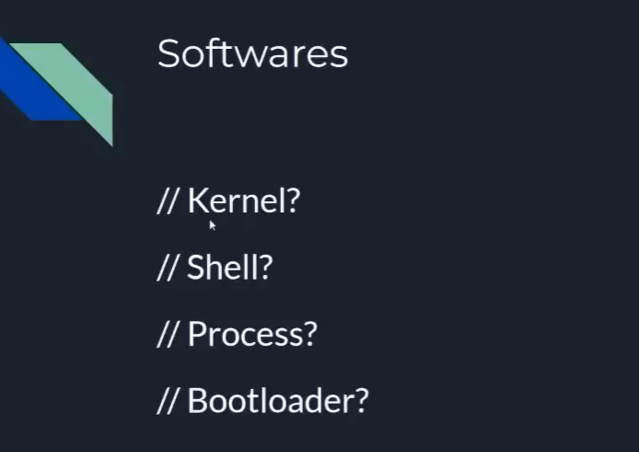 Softwares
// Kernel?
// Shell?
// Process?
// Bootloader?